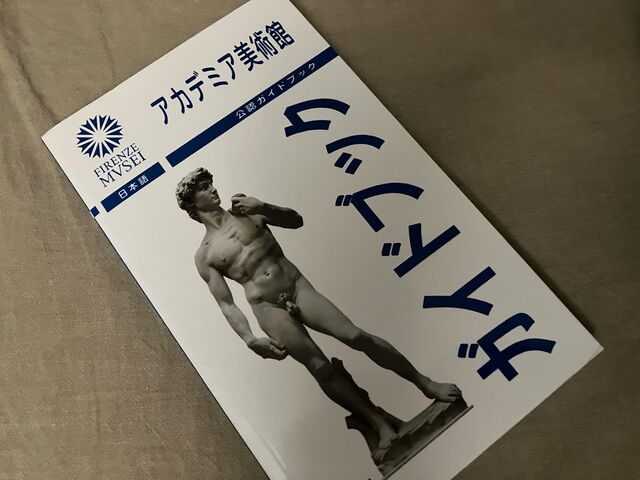 アカデミア美術館
FIRENZE
MVSEI
日本語
公認ガイドブック
ガイドブック